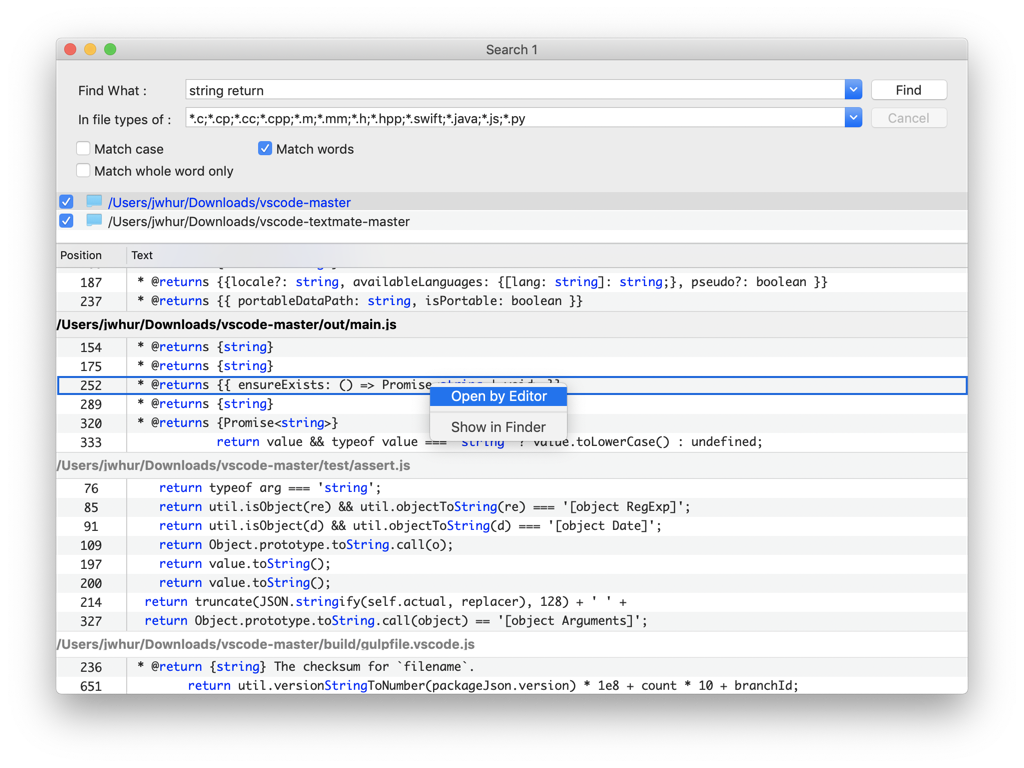 Search 1
Find What :
string return
Find
In file types of :
*.c;*.cp;*.cc;*.cpp;*.m;*.mm;*.h;*.hpp;*.swift;*.java;*.js;*.py
Cancel
Match case
Match words
Match whole word only
/Users/jwhur/Downloads/vscode-master
/Users/jwhur/Downloads/vscode-textmate-master
Position Text
187 * @returns {{locale?: string, availableLanguages: {[lang: string]: string;}, pseudo?: boolean }}
237 * @returns {{ portableDataPath: string, isPortable: boolean }}
/Users/jwhur/Downloads/vscode-master/out/main.js
154 * @returns {string}
175 * @returns {string}
252 * @returns {{ ensureExists: () => Promise
Open by Editor
289 * @returns {string}
320 * @returns {Promise<string>}
Show in Finder
333 return value && typeof value === 'string' ? value.toLowerCase() : undefined;
/Users/jwhur/Downloads/vscode-master/test/assert.js
76 return typeof arg === 'string';
85 return util.isObject(re) && util.objectToString(re) === '[object RegExp]';
91 return util.isObject(d) && util.objectToString(d) === '[object Date]';
109 return Object.prototype.toString.call(o);
197 return value.toString();
200 return value.toString();
214 return truncate(JSON.stringify(self.actual, replacer), 128) + ' ' +
327 return Object.prototype.toString.call(object) == '[object Arguments]';
/Users/jwhur/Downloads/vscode-master/build/gulpfile.vscode.js
236 * @return {string} The checksum for `filename`.
651 return util.versionStringToNumber(packageJson.version) * 1e8 + count * 10 + branchId;